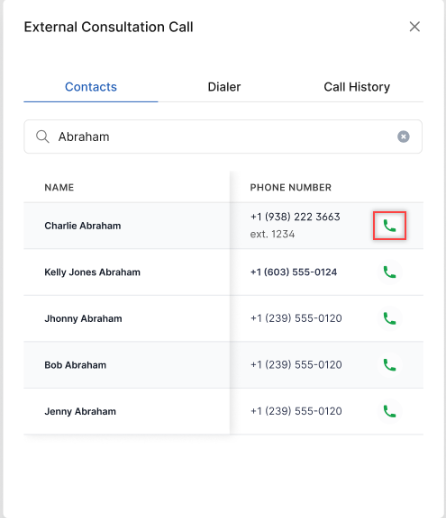 External Consultation Call
Contacts Dialer Call History
Abraham
NAME PHONE NUMBER
Charlie Abraham +1 (938) 222 3663
ext. 1234
Kelly Jones Abraham +1 (603) 555-0124
Jhonny Abraham +1 (239) 555-0120
Bob Abraham +1 (239) 555-0120
Jenny Abraham +1 (239) 555-0120